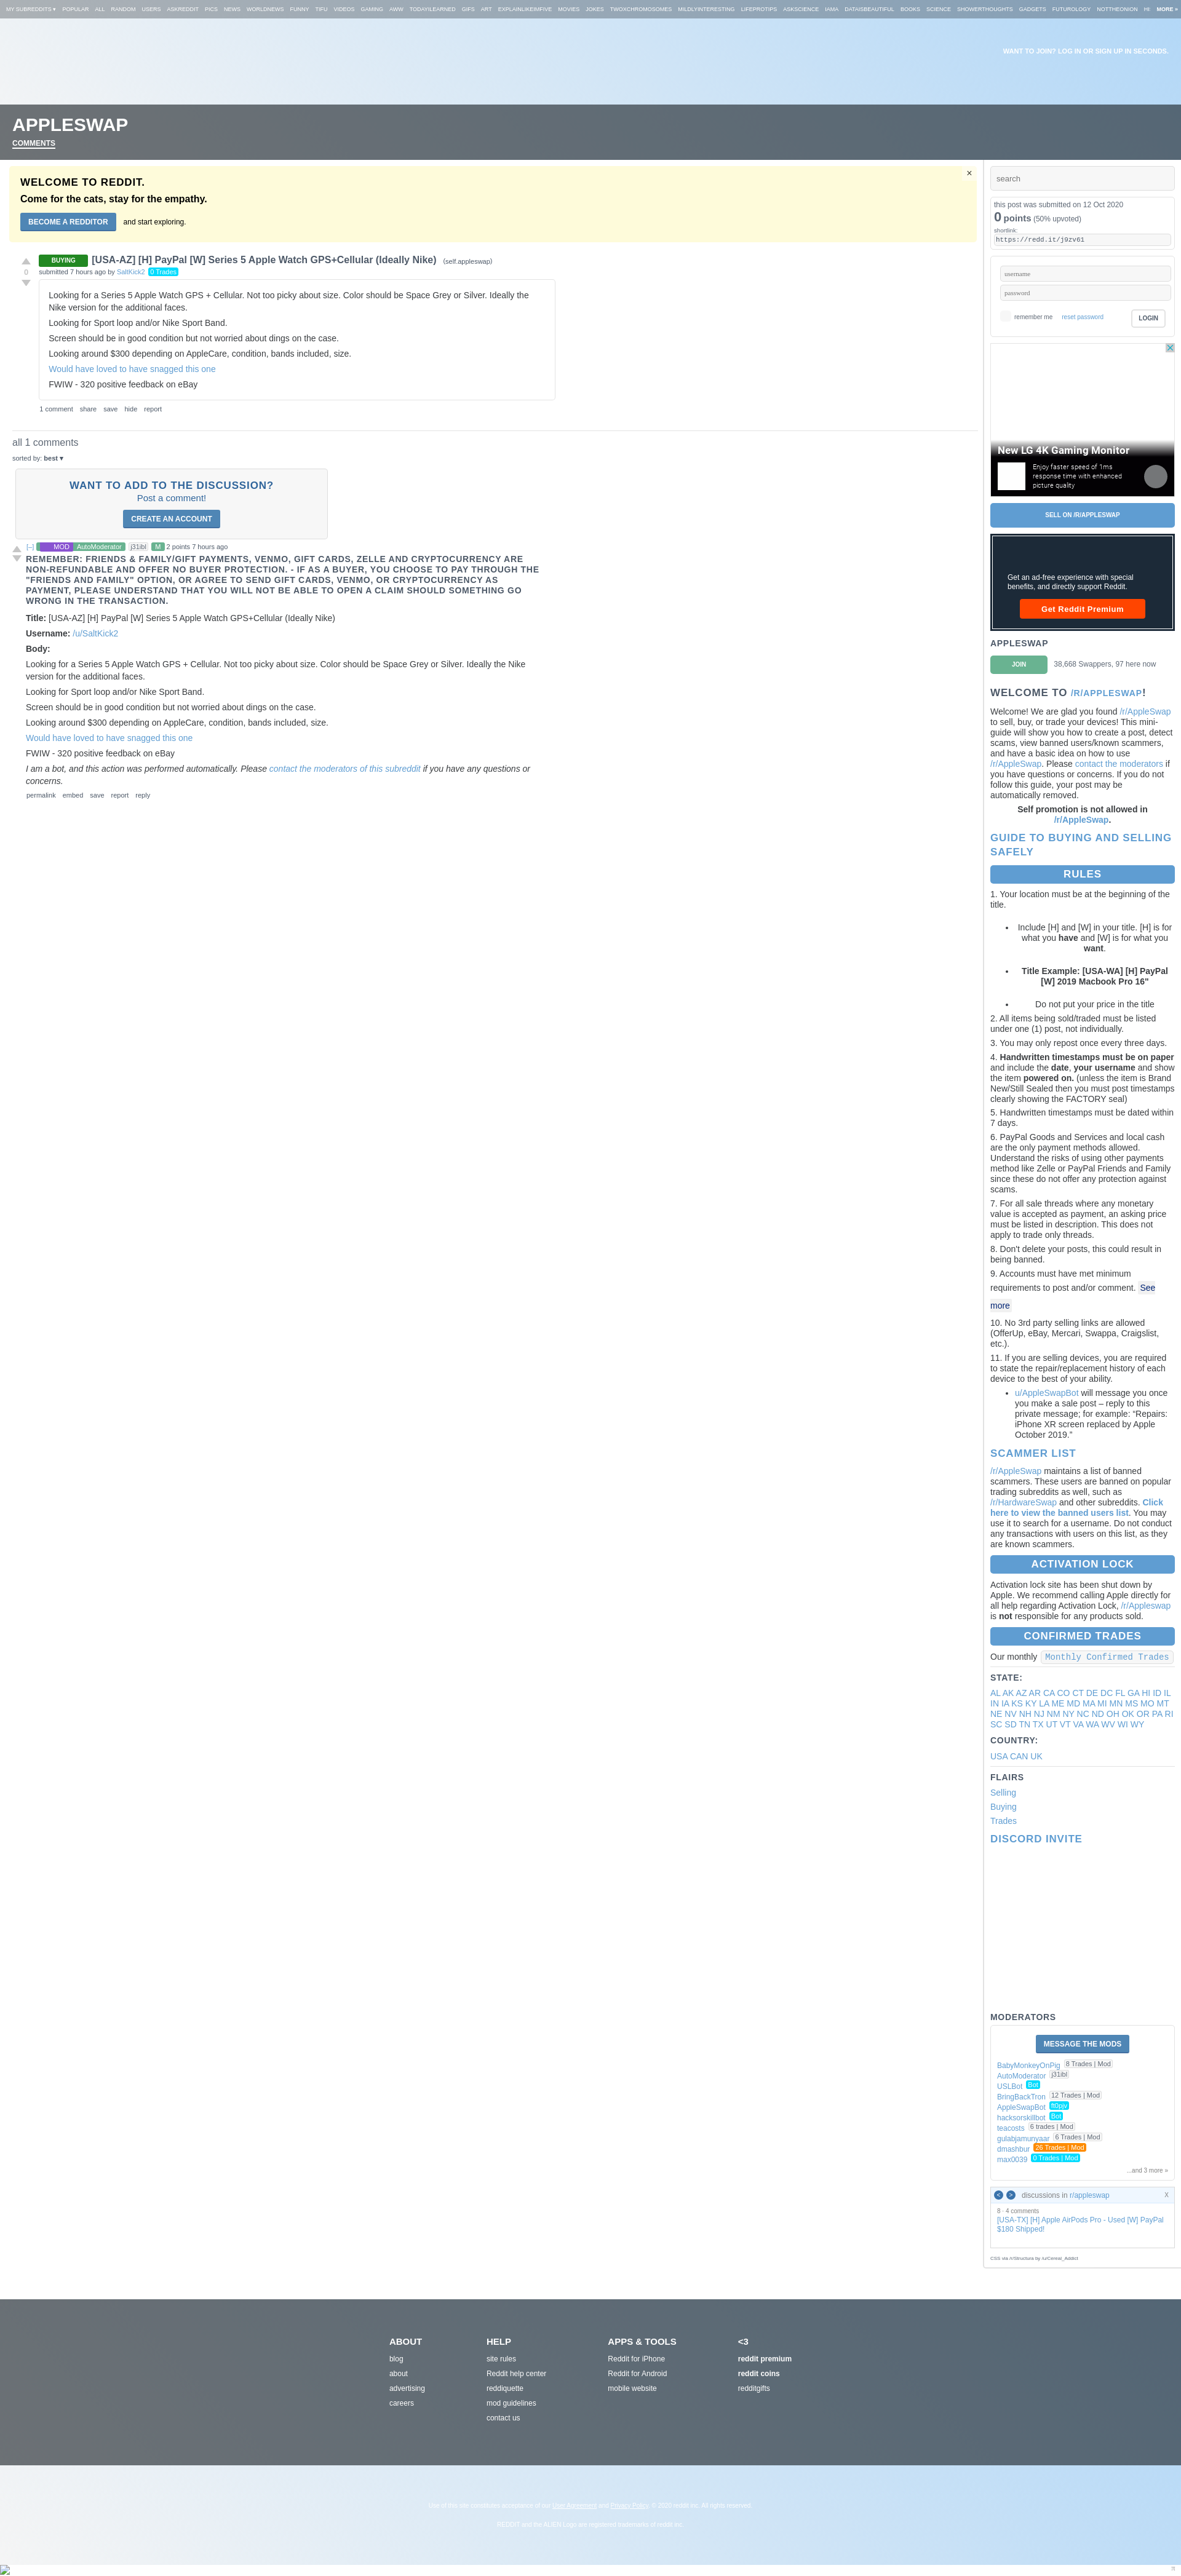 MY SUBREDDITS ▾ POPULAR ALL RANDOM USERS ASKREDDIT PICS NEWS WORLDNEWS FUNNY TIFU VIDEOS GAMING AWW TODAYILEARNED GIFS ART EXPLAINLIKEIMFIVE MOVIES JOKES TWOXCHROMOSOMES MILDLYINTERESTING LIFEPROTIPS ASKSCIENCE IAMA DATAISBEAUTIFUL BOOKS SCIENCE SHOWERTHOUGHTS GADGETS FUTUROLOGY NOTTHEONION HI MORE »
WANT TO JOIN? LOG IN OR SIGN UP IN SECONDS.
APPLESWAP
COMMENTS
WELCOME TO REDDIT.
Come for the cats, stay for the empathy.
BECOME A REDDITOR and start exploring.
×
BUYING [USA-AZ] [H] PayPal [W] Series 5 Apple Watch GPS+Cellular (Ideally Nike) (self.appleswap)
0
submitted 7 hours ago by SaltKick2 0 Trades
Looking for a Series 5 Apple Watch GPS + Cellular. Not too picky about size. Color should be Space Grey or Silver. Ideally the
Nike version for the additional faces.
Looking for Sport loop and/or Nike Sport Band.
Screen should be in good condition but not worried about dings on the case.
Looking around $300 depending on AppleCare, condition, bands included, size.
Would have loved to have snagged this one
FWIW - 320 positive feedback on eBay
1 comment share save hide report
all 1 comments
sorted by: best ▾
WANT TO ADD TO THE DISCUSSION?
Post a comment!
CREATE AN ACCOUNT
[–] MOD AutoModerator j31ibl M 2 points 7 hours ago
REMEMBER: FRIENDS & FAMILY/GIFT PAYMENTS, VENMO, GIFT CARDS, ZELLE AND CRYPTOCURRENCY ARE
NON-REFUNDABLE AND OFFER NO BUYER PROTECTION. - IF AS A BUYER, YOU CHOOSE TO PAY THROUGH THE
"FRIENDS AND FAMILY" OPTION, OR AGREE TO SEND GIFT CARDS, VENMO, OR CRYPTOCURRENCY AS
PAYMENT, PLEASE UNDERSTAND THAT YOU WILL NOT BE ABLE TO OPEN A CLAIM SHOULD SOMETHING GO
WRONG IN THE TRANSACTION.
Title: [USA-AZ] [H] PayPal [W] Series 5 Apple Watch GPS+Cellular (Ideally Nike)
Username: /u/SaltKick2
Body:
Looking for a Series 5 Apple Watch GPS + Cellular. Not too picky about size. Color should be Space Grey or Silver. Ideally the Nike
version for the additional faces.
Looking for Sport loop and/or Nike Sport Band.
Screen should be in good condition but not worried about dings on the case.
Looking around $300 depending on AppleCare, condition, bands included, size.
Would have loved to have snagged this one
FWIW - 320 positive feedback on eBay
I am a bot, and this action was performed automatically. Please contact the moderators of this subreddit if you have any questions or
concerns.
permalink embed save report reply
search
this post was submitted on 12 Oct 2020
0 points (50% upvoted)
shortlink:
https://redd.it/j9zv61
username
password
remember me reset password LOGIN
New LG 4K Gaming Monitor
Enjoy faster speed of 1ms
response time with enhanced
picture quality
SELL ON /R/APPLESWAP
Get an ad-free experience with special
benefits, and directly support Reddit.
Get Reddit Premium
APPLESWAP
JOIN 38,668 Swappers, 97 here now
WELCOME TO /R/APPLESWAP!
Welcome! We are glad you found /r/AppleSwap
to sell, buy, or trade your devices! This mini-
guide will show you how to create a post, detect
scams, view banned users/known scammers,
and have a basic idea on how to use
/r/AppleSwap. Please contact the moderators if
you have questions or concerns. If you do not
follow this guide, your post may be
automatically removed.
Self promotion is not allowed in
/r/AppleSwap.
GUIDE TO BUYING AND SELLING
SAFELY
RULES
1. Your location must be at the beginning of the
title.
• Include [H] and [W] in your title. [H] is for
what you have and [W] is for what you
want.
• Title Example: [USA-WA] [H] PayPal
[W] 2019 Macbook Pro 16"
• Do not put your price in the title
2. All items being sold/traded must be listed
under one (1) post, not individually.
3. You may only repost once every three days.
4. Handwritten timestamps must be on paper
and include the date, your username and show
the item powered on. (unless the item is Brand
New/Still Sealed then you must post timestamps
clearly showing the FACTORY seal)
5. Handwritten timestamps must be dated within
7 days.
6. PayPal Goods and Services and local cash
are the only payment methods allowed.
Understand the risks of using other payments
method like Zelle or PayPal Friends and Family
since these do not offer any protection against
scams.
7. For all sale threads where any monetary
value is accepted as payment, an asking price
must be listed in description. This does not
apply to trade only threads.
8. Don't delete your posts, this could result in
being banned.
9. Accounts must have met minimum
requirements to post and/or comment. See
more
10. No 3rd party selling links are allowed
(OfferUp, eBay, Mercari, Swappa, Craigslist,
etc.).
11. If you are selling devices, you are required
to state the repair/replacement history of each
device to the best of your ability.
• u/AppleSwapBot will message you once
you make a sale post – reply to this
private message; for example: “Repairs:
iPhone XR screen replaced by Apple
October 2019.”
SCAMMER LIST
/r/AppleSwap maintains a list of banned
scammers. These users are banned on popular
trading subreddits as well, such as
/r/HardwareSwap and other subreddits. Click
here to view the banned users list. You may
use it to search for a username. Do not conduct
any transactions with users on this list, as they
are known scammers.
ACTIVATION LOCK
Activation lock site has been shut down by
Apple. We recommend calling Apple directly for
all help regarding Activation Lock, /r/Appleswap
is not responsible for any products sold.
CONFIRMED TRADES
Our monthly Monthly Confirmed Trades
STATE:
AL AK AZ AR CA CO CT DE DC FL GA HI ID IL
IN IA KS KY LA ME MD MA MI MN MS MO MT
NE NV NH NJ NM NY NC ND OH OK OR PA RI
SC SD TN TX UT VT VA WA WV WI WY
COUNTRY:
USA CAN UK
FLAIRS
Selling
Buying
Trades
DISCORD INVITE
MODERATORS
MESSAGE THE MODS
BabyMonkeyOnPig 8 Trades | Mod
AutoModerator j31ibl
USLBot Bot
BringBackTron 12 Trades | Mod
AppleSwapBot ft0pjv
hacksorskillbot Bot
teacosts 6 trades | Mod
gulabjamunyaar 6 Trades | Mod
dmashbur 26 Trades | Mod
max0039 0 Trades | Mod
...and 3 more »
< > discussions in r/appleswap X
8 · 4 comments
[USA-TX] [H] Apple AirPods Pro - Used [W] PayPal
$180 Shipped!
CSS via /r/Structura by /u/Cereal_Addict
ABOUT
blog
about
advertising
careers
HELP
site rules
Reddit help center
reddiquette
mod guidelines
contact us
APPS & TOOLS
Reddit for iPhone
Reddit for Android
mobile website
<3
reddit premium
reddit coins
redditgifts
Use of this site constitutes acceptance of our User Agreement and Privacy Policy. © 2020 reddit inc. All rights reserved.
REDDIT and the ALIEN Logo are registered trademarks of reddit inc.
π